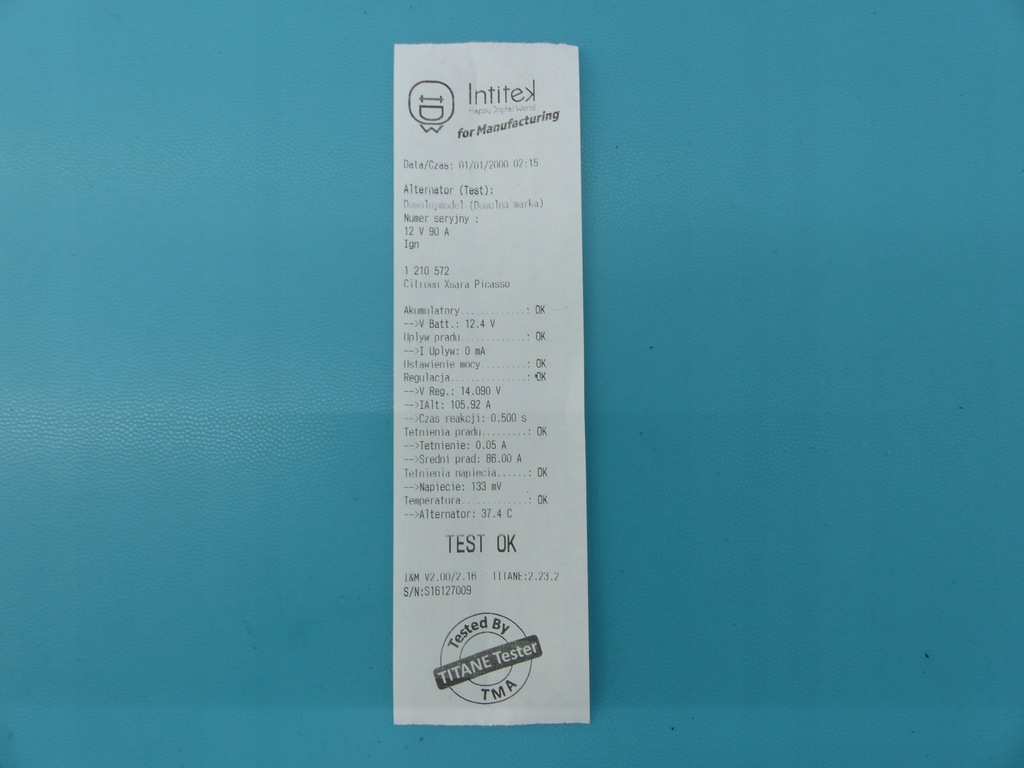 Intitek
Happy Digital World
for Manufacturing
Data/Czas: 01/01/2000 02:15
Alternator (Test):
Dowolnymodel (Dowolna marka)
Numer seryjny :
12 V 90 A
Ign
1 210 572
Citroen Xsara Picasso
Akumulatory............: OK
-->V Batt.: 12.4 V
Uplyw pradu............: OK
-->I Uplyw: 0 mA
Ustawienie mocy........: OK
Regulacja..............: OK
-->V Reg.: 14.090 V
-->IAlt: 105.92 A
-->Czas reakcji: 0.500 s
Tetnienia pradu.........: OK
-->Tetnienie: 0.05 A
-->Sredni prad: 86.00 A
Tetnienia napiecia......: OK
-->Napiecie: 133 mV
Temperatura............: OK
-->Alternator: 37.4 C
TEST OK
I&M V2.00/2.16 TITANE:2.23.2
S/N:S16127009
Tested By
TITANE Tester
TMA